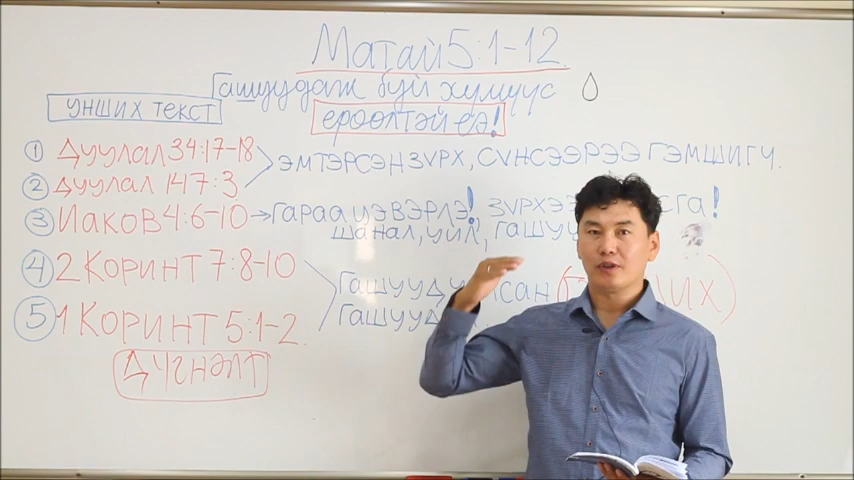 Матай 5:1-12.
Гашуудаж буй хүмүүс
ерөөлтэй еэ!
УНШИХ ТЕКСТ
① Дуулал 34:17-18
② Дуулал 147:3
ЭМТЭРСЭН ЗҮРХ, СҮНСЭЭРЭЭ ГЭМШИГЧ.
③ Иаков 4:6-10 → ГАРАА ЦЭВЭРЛЭ!
ШАНАЛ, УЙЛ,
④ 2 Коринт 7:8-10
⑤ 1 Коринт 5:1-2.
ДҮГНЭЛТ